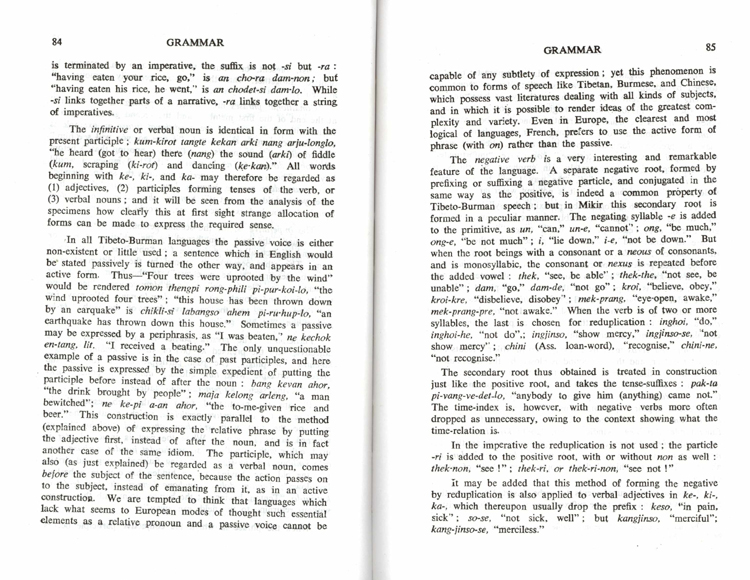 84
GRAMMAR
is terminated by an imperative, the suffix is not -si but -ra :
"having eaten your rice, go," is an cho-ra dam-non; but
"having eaten his rice, he went," is an chodet-si dam-lo. While
-si links together parts of a narrative, -ra links together a string
of imperatives.
The infinitive or verbal noun is identical in form with the
present participle ; kum-kirot tangte kekan arki nang arju-longlo,
"he heard (got to hear) there (nang) the sound (arki) of fiddle
(kum, scraping (ki-rot) and dancing (ke-kan)." All words
beginning with ke-, ki-, and ka- may therefore be regarded as
(1) adjectives, (2) participles forming tenses of the verb, or
(3) verbal nouns ; and it will be seen from the analysis of the
specimens how clearly this at first sight strange allocation of
forms can be made to express the required sense.
In all Tibeto-Burman languages the passive voice is either
non-existent or little used ; a sentence which in English would
be stated passively is turned the other way, and appears in an
active form. Thus—"Four trees were uprooted by the wind"
would be rendered tomon thengpi rong-phili pi-pur-koi-lo, "the
wind uprooted four trees" ; "this house has been thrown down
by an earquake" is chikli-si labangso ahem pi-ru-hup-lo, "an
earthquake has thrown down this house." Sometimes a passive
may be expressed by a periphrasis, as "I was beaten," ne kechok
en-tang, lit. "I received a beating." The only unquestionable
example of a passive is in the case of past participles, and here
the passive is expressed by the simple expedient of putting the
participle before instead of after the noun : bang kevan ahor,
"the drink brought by people" ; maja kelong arleng, "a man
bewitched"; ne ke-pi a-an ahor, "the to-me-given rice and
beer." This construction is exactly parallel to the method
(explained above) of expressing the relative phrase by putting
the adjective first, instead of after the noun, and is in fact
another case of the same idiom. The participle, which may
also (as just explained) be regarded as a verbal noun, comes
before the subject of the sentence, because the action passes on
to the subject, instead of emanating from it, as in an active
construction. We are tempted to think that languages which
lack what seems to European modes of thought such essential
elements as a relative pronoun and a passive voice cannot be
GRAMMAR
85
capable of any subtlety of expression ; yet this phenomenon is
common to forms of speech like Tibetan, Burmese, and Chinese,
which possess vast literatures dealing with all kinds of subjects,
and in which it is possible to render ideas of the greatest com-
plexity and variety. Even in Europe, the clearest and most
logical of languages, French, prefers to use the active form of
phrase (with on) rather than the passive.
The negative verb is a very interesting and remarkable
feature of the language. A separate negative root, formed by
prefixing or suffixing a negative particle, and conjugated in the
same way as the positive, is indeed a common property of
Tibeto-Burman speech ; but in Mikir this secondary root is
formed in a peculiar manner. The negating syllable -e is added
to the primitive, as un, "can," un-e, "cannot" ; ong, "be much,"
ong-e, "be not much" ; i, "lie down," i-e, "not be down." But
when the root beings with a consonant or a neous of consonants,
and is monosyllabic, the consonant or nexus is repeated before
the added vowel : thek, "see, be able" ; thek-the, "not see, be
unable" ; dam, "go," dam-de, "not go" ; kroi, "believe, obey,"
kroi-kre, "disbelieve, disobey" ; mek-prang, "eye-open, awake,"
mek-prang-pre, "not awake." When the verb is of two or more
syllables, the last is chosen for reduplication : inghoi, "do,"
inghoi-he, "not do",; ingjinso, "show mercy," ingjinso-se, "not
show mercy" ; chini (Ass. loan-word), "recognise," chini-ne,
"not recognise."
The secondary root thus obtained is treated in construction
just like the positive root, and takes the tense-suffixes : pak-ta
pi-vang-ve-det-lo, "anybody to give him (anything) came not."
The time-index is, however, with negative verbs more often
dropped as unnecessary, owing to the context showing what the
time-relation is.
In the imperative the reduplication is not used ; the particle
-ri is added to the positive root, with or without non as well :
thek-non, "see !" ; thek-ri, or thek-ri-non, "see not !"
it may be added that this method of forming the negative
by reduplication is also applied to verbal adjectives in ke-, ki-,
ka-, which thereupon usually drop the prefix : keso, "in pain,
sick" ; so-se, "not sick, well" ; but kangjinso, "merciful";
kang-jinso-se, "merciless."